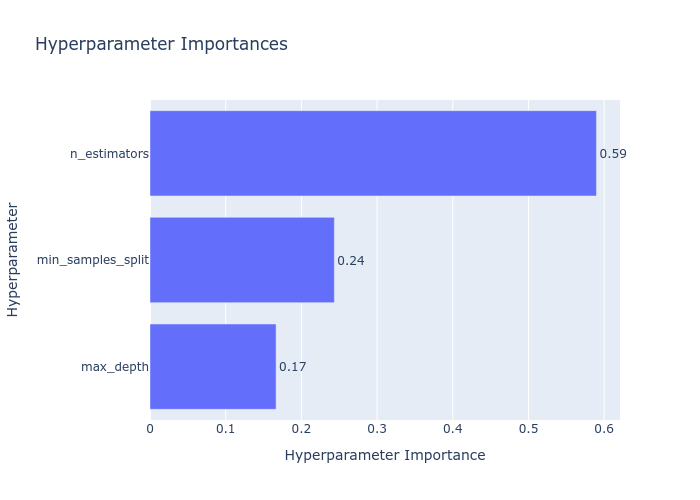 Hyperparameter Importances
Hyperparameter
n_estimators
0.59
min_samples_split
0.24
max_depth
0.17
0 0.1 0.2 0.3 0.4 0.5 0.6
Hyperparameter Importance